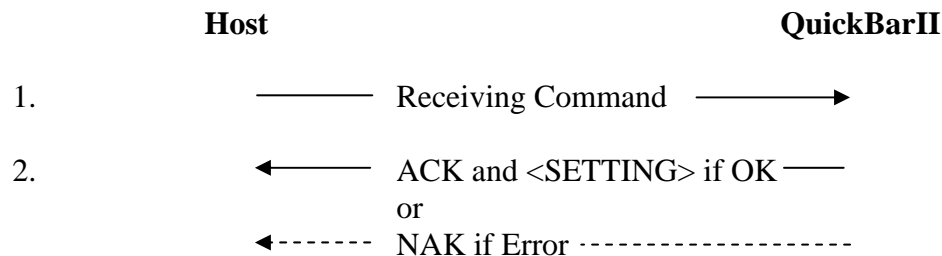 Host QuickBarII
1. Receiving Command
2. ACK and <SETTING> if OK
or
NAK if Error